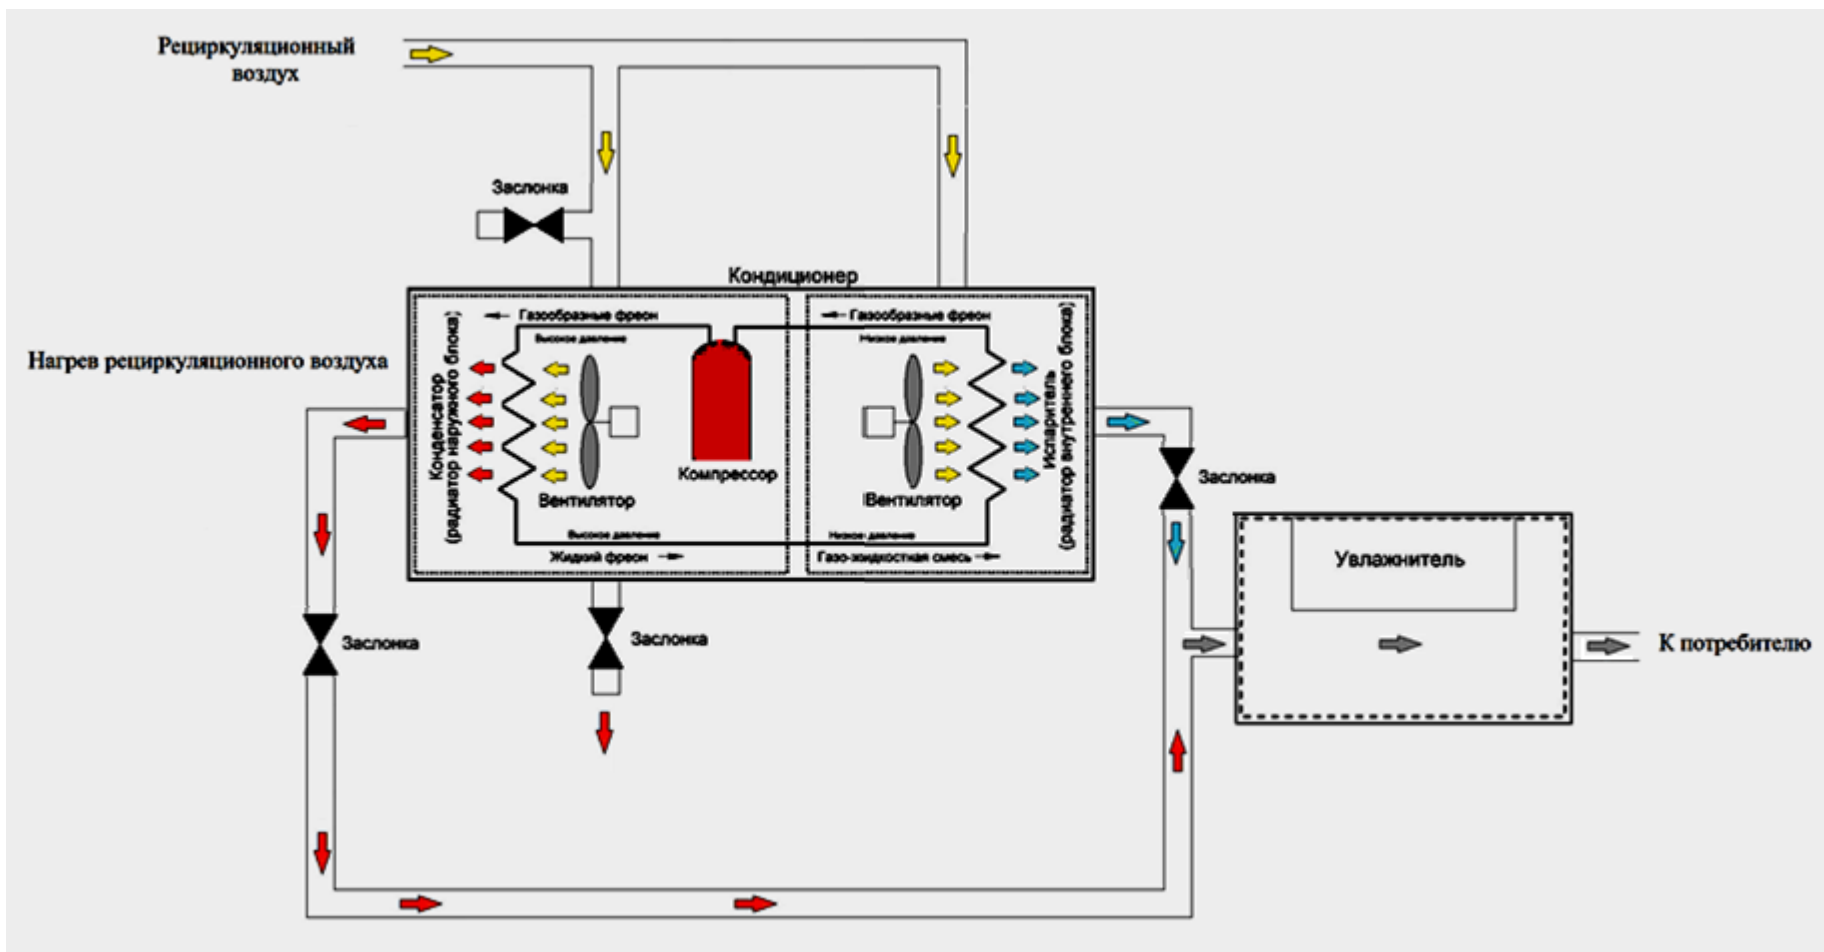 Рециркуляционный
воздух
Заслонка
Кондиционер
Газообразные фреон
Газообразные фреон
Высокое давление
Низкое давление
Нагрев рециркуляционного воздуха
Конденсатор
(радиатор наружного блока)
Испаритель
(радиатор внутреннего блока)
Компрессор
Вентилятор
Вентилятор
Заслонка
Высокое давление
Низкое давление
Жидкий фреон
Газо-жидкостная смесь
Увлажнитель
Заслонка
Заслонка
К потребителю